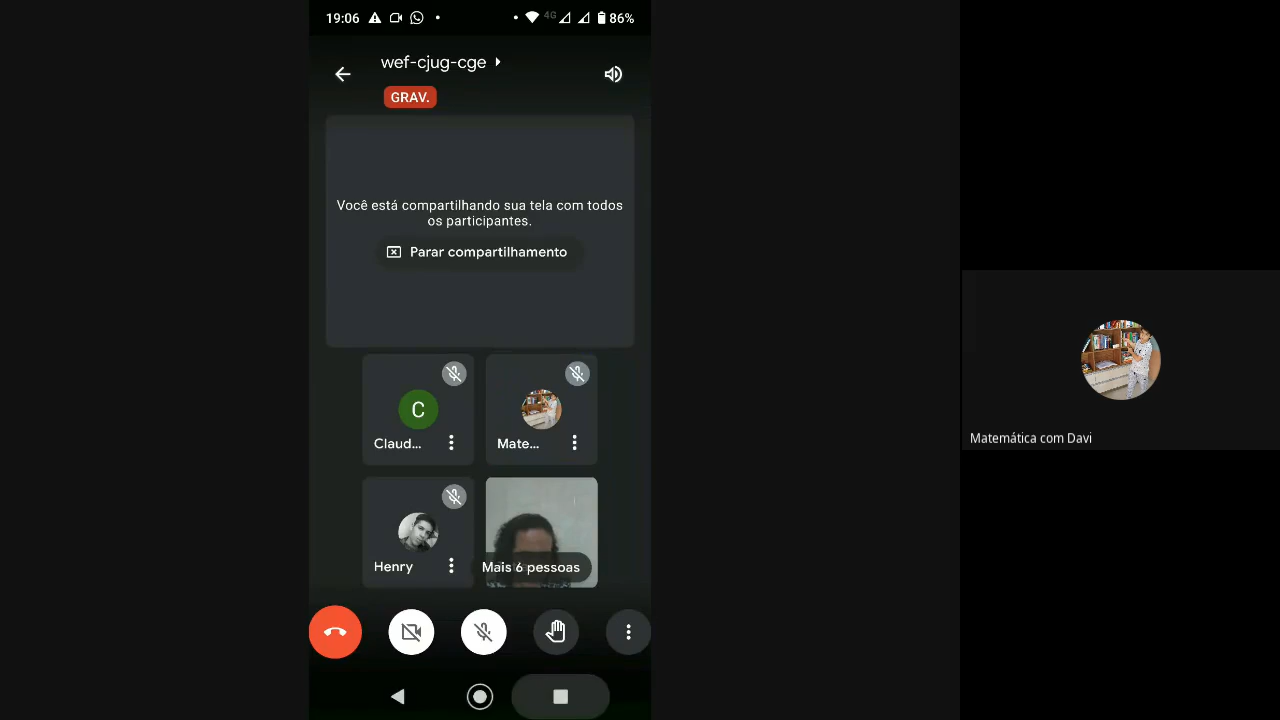 19:06
4G
86%
wef-cjug-cge
GRAV.
Você está compartilhando sua tela com todos
os participantes.
Parar compartilhamento
C
Claud...
Mate...
Henry
Mais 6 pessoas
Matemática com Davi